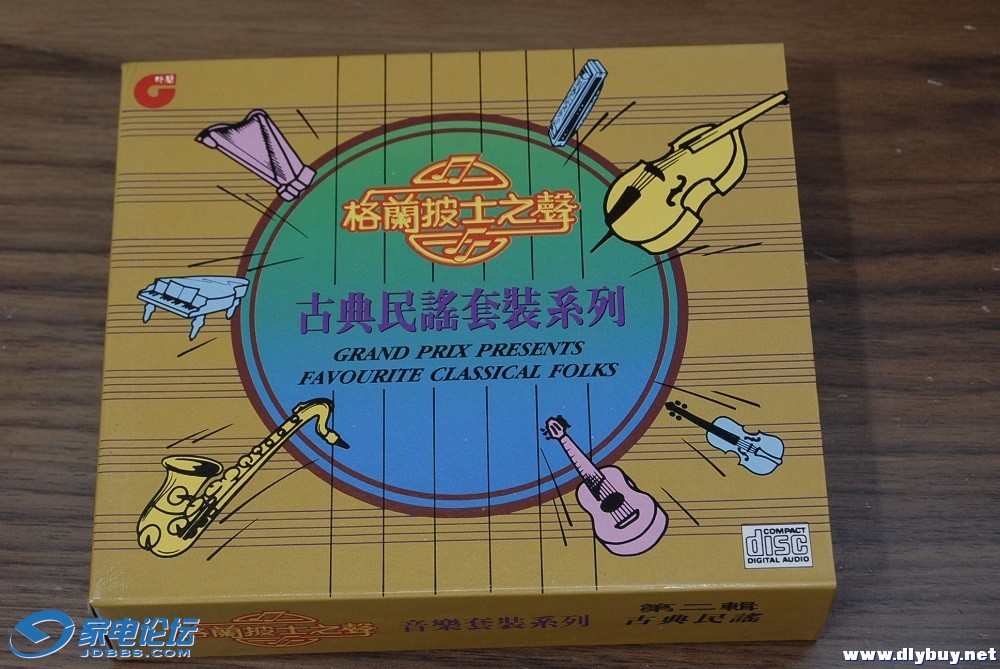 格蘭披士之聲
古典民謠套裝系列
GRAND PRIX PRESENTS
FAVOURITE CLASSICAL FOLKS
COMPACT
disc
DIGITAL AUDIO
格蘭披士之聲 音樂套裝系列
第二輯
古典民謠
家电论坛
JDBBS.COM
www.dlybuy.net